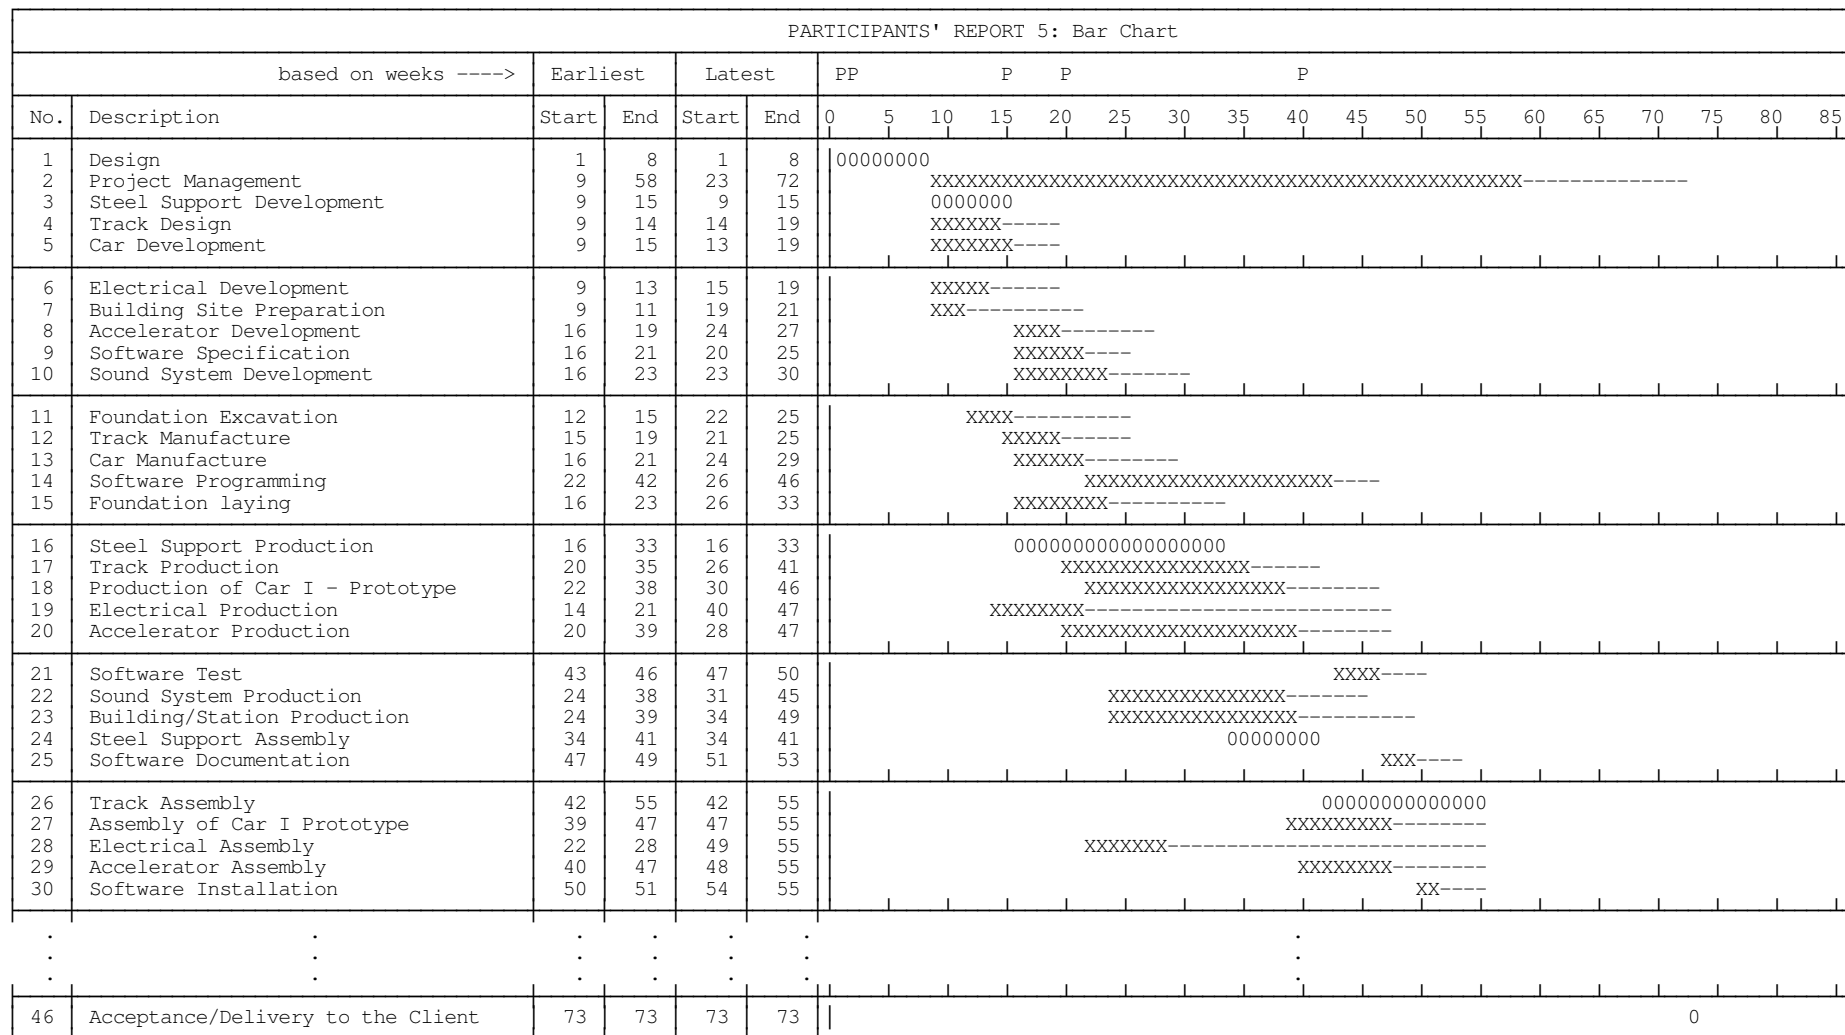 PARTICIPANTS' REPORT 5: Bar Chart
based on weeks ----> Earliest Latest PP P P P
No. Description Start End Start End 0 5 10 15 20 25 30 35 40 45 50 55 60 65 70 75 80 85
1 Design 1 8 1 8 00000000
2 Project Management 9 58 23 72 XXXXXXXXXXXXXXXXXXXXXXXXXXXXXXXXXXXXXXXXXXXXXXXXXX--------------
3 Steel Support Development 9 15 9 15 0000000
4 Track Design 9 14 14 19 XXXXXX-----
5 Car Development 9 15 13 19 XXXXXXX----
6 Electrical Development 9 13 15 19 XXXXX------
7 Building Site Preparation 9 11 19 21 XXX----------
8 Accelerator Development 16 19 24 27 XXXX--------
9 Software Specification 16 21 20 25 XXXXXX----
10 Sound System Development 16 23 23 30 XXXXXXXX-------
11 Foundation Excavation 12 15 22 25 XXXX----------
12 Track Manufacture 15 19 21 25 XXXXX------
13 Car Manufacture 16 21 24 29 XXXXXX--------
14 Software Programming 22 42 26 46 XXXXXXXXXXXXXXXXXXXXX----
15 Foundation laying 16 23 26 33 XXXXXXXX----------
16 Steel Support Production 16 33 16 33 000000000000000000
17 Track Production 20 35 26 41 XXXXXXXXXXXXXXXX------
18 Production of Car I - Prototype 22 38 30 46 XXXXXXXXXXXXXXXXX--------
19 Electrical Production 14 21 40 47 XXXXXXXX--------------------------
20 Accelerator Production 20 39 28 47 XXXXXXXXXXXXXXXXXXXX--------
21 Software Test 43 46 47 50 XXXX----
22 Sound System Production 24 38 31 45 XXXXXXXXXXXXXXX-------
23 Building/Station Production 24 39 34 49 XXXXXXXXXXXXXXXX----------
24 Steel Support Assembly 34 41 34 41 00000000
25 Software Documentation 47 49 51 53 XXX----
26 Track Assembly 42 55 42 55 00000000000000
27 Assembly of Car I Prototype 39 47 47 55 XXXXXXXXX--------
28 Electrical Assembly 22 28 49 55 XXXXXXX---------------------------
29 Accelerator Assembly 40 47 48 55 XXXXXXXX--------
30 Software Installation 50 51 54 55 XX----
. . . . . . .
. . . . . . .
. . . . . . .
46 Acceptance/Delivery to the Client 73 73 73 73 0